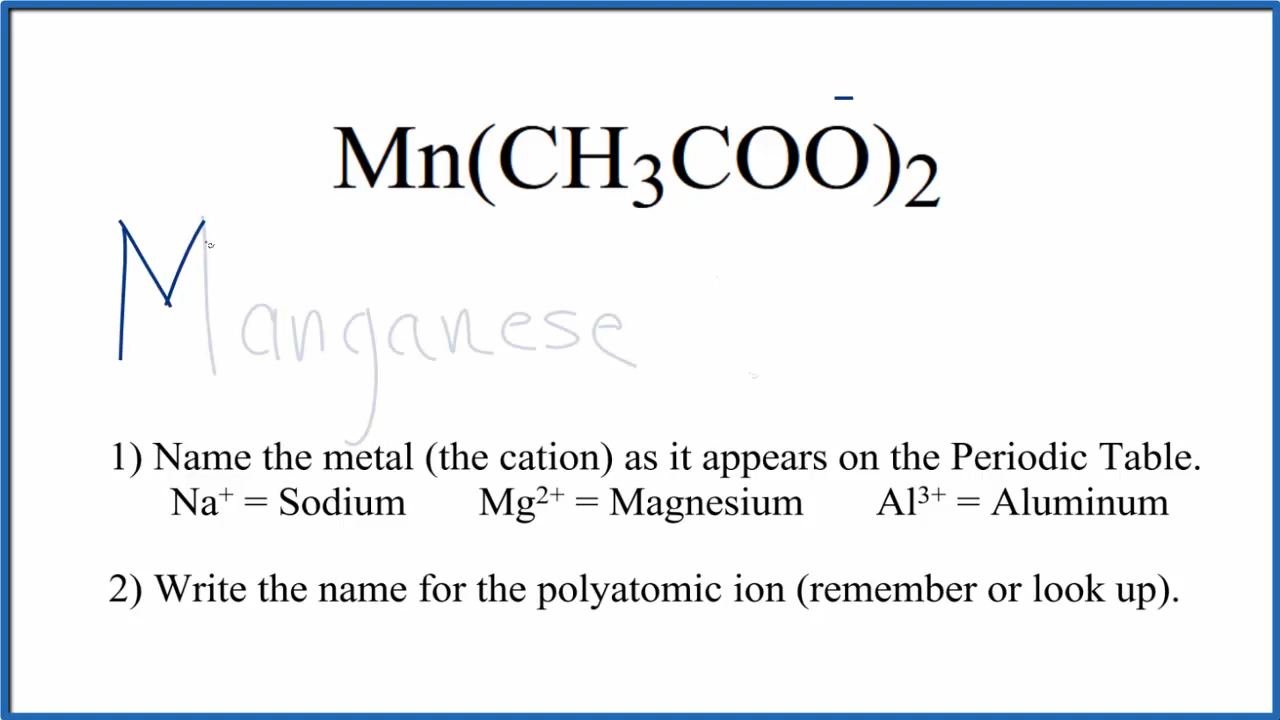 Mn(CH₃COO⁻)₂
Manganese
1) Name the metal (the cation) as it appears on the Periodic Table.
Na⁺ = Sodium Mg²⁺ = Magnesium Al³⁺ = Aluminum
2) Write the name for the polyatomic ion (remember or look up).